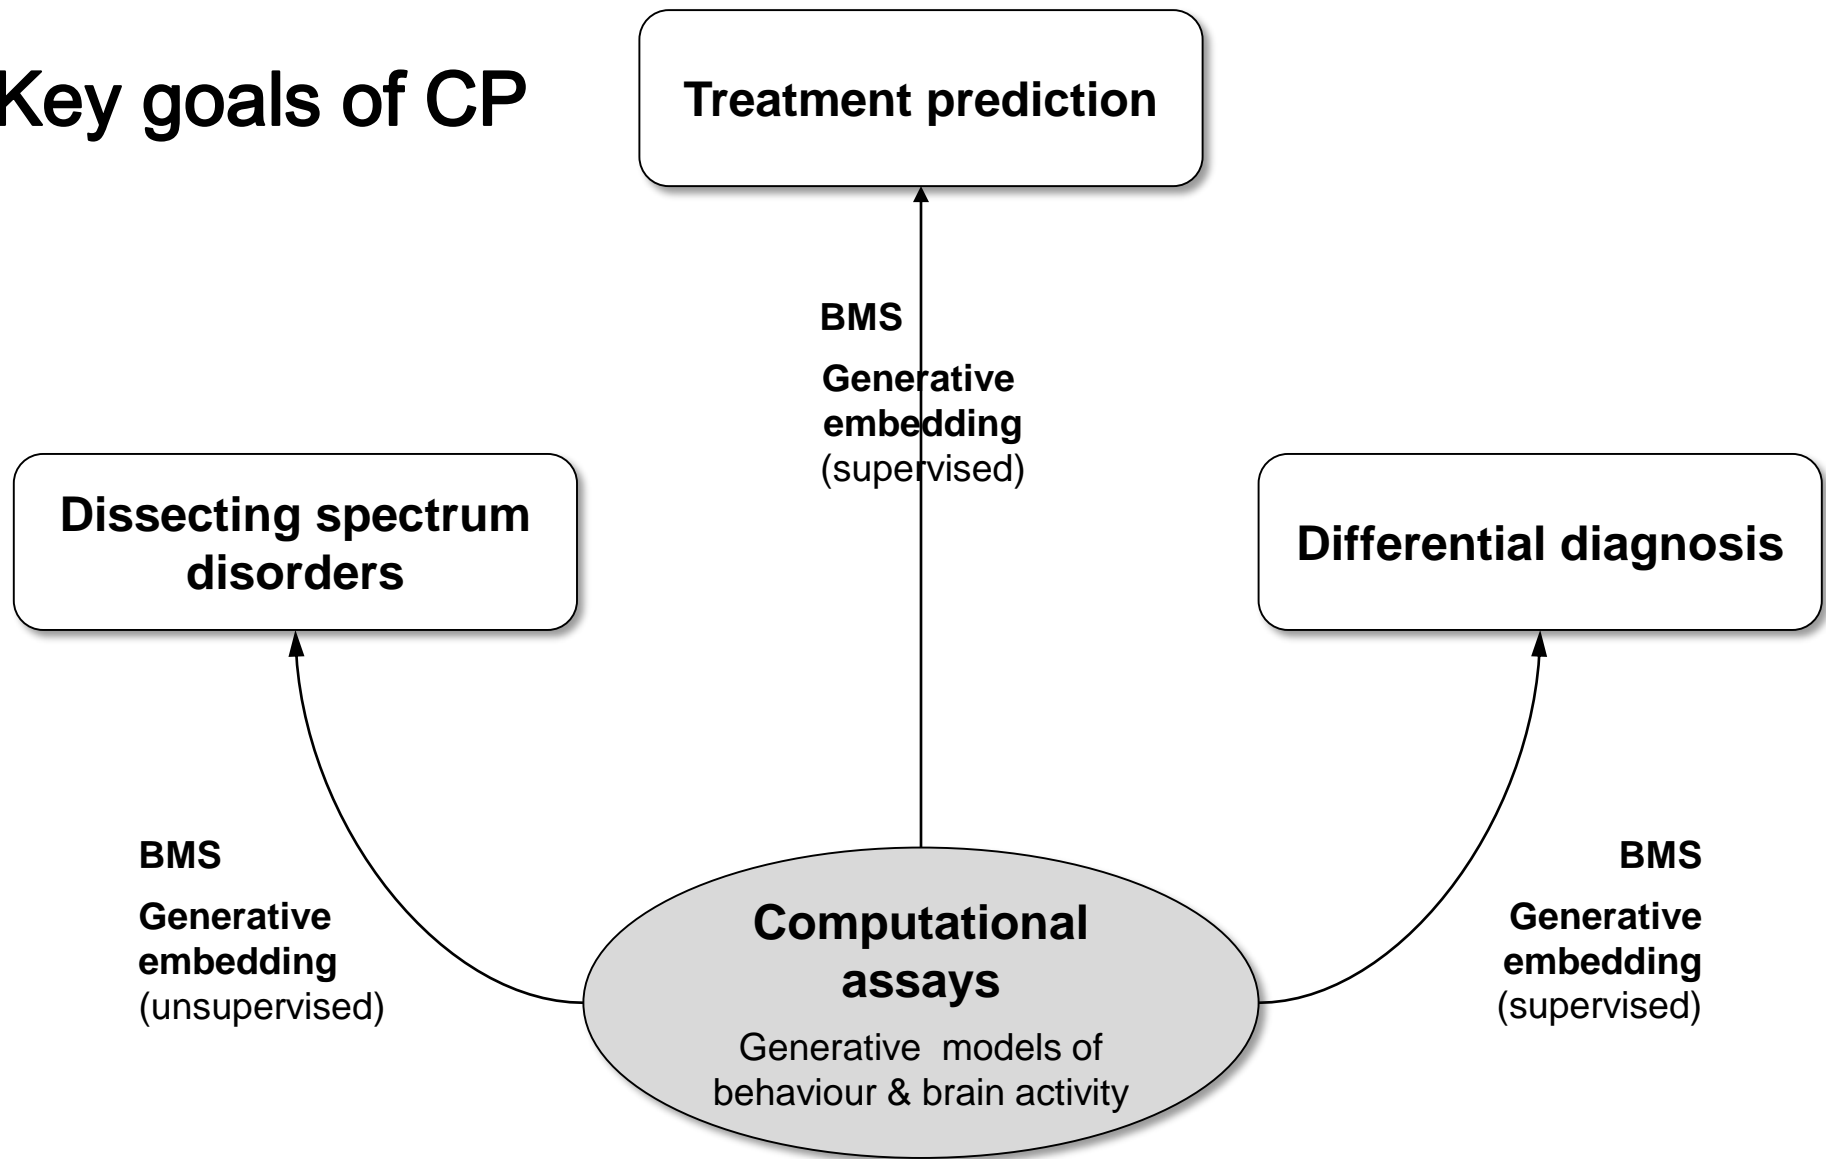 Key goals of CP
Treatment prediction
BMS
Generative
embedding
(supervised)
Dissecting spectrum
disorders
Differential diagnosis
BMS
Generative
embedding
(unsupervised)
BMS
Generative
embedding
(supervised)
Computational
assays
Generative models of
behaviour & brain activity